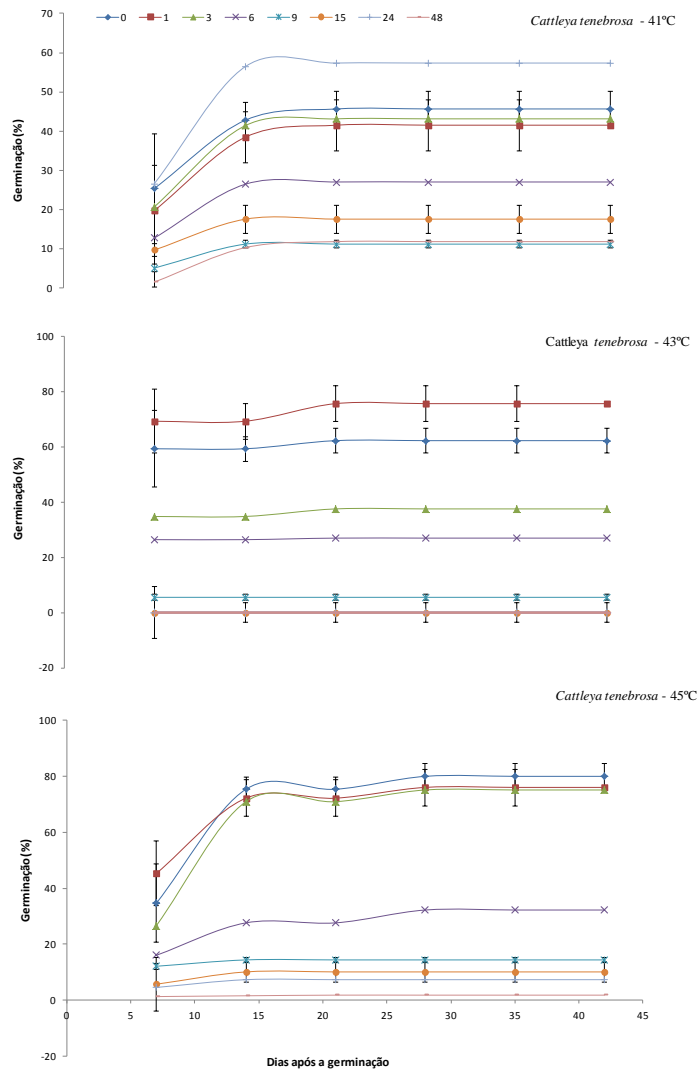 0 1 3 6 9 15 24 48
Cattleya tenebrosa - 41ºC
70
60
50
40
30
20
10
0
Germinação (%)
Cattleya tenebrosa - 43ºC
100
80
60
40
20
0
-20
Germinação (%)
Cattleya tenebrosa - 45ºC
100
80
60
40
20
0
-20
Germinação (%)
0 5 10 15 20 25 30 35 40 45
Dias após a germinação